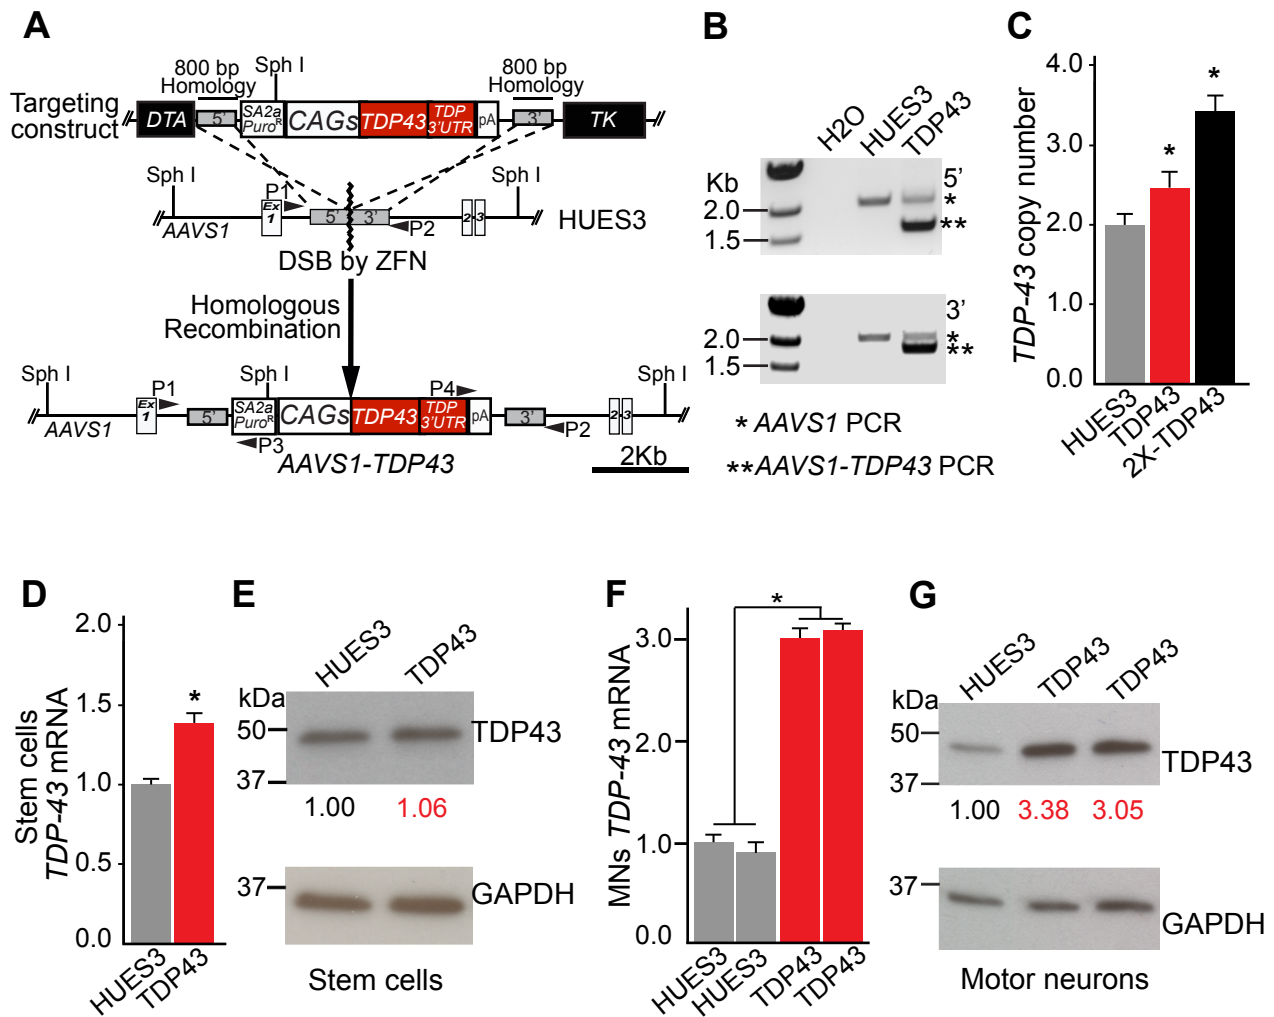 A
800 bp
Homology
Sph I
800 bp
Homology
Targeting
construct
DTA
5'
SA2a
Puro^R
CAGs
TDP43
TDP
3'UTR
pA
3'
TK
Sph I
P1
Ex
1
5'
3'
2
3
Sph I
AAVS1
P2
HUES3
DSB by ZFN
Homologous
Recombination
Sph I
P1
Sph I
P4
Sph I
Ex
1
5'
SA2a
Puro^R
CAGs
TDP43
TDP
3'UTR
pA
3'
2
3
AAVS1
P3
P2
AAVS1-TDP43
2Kb
B
H2O
HUES3
TDP43
Kb
5'
2.0
*
**
1.5
3'
2.0
*
**
1.5
* AAVS1 PCR
**AAVS1-TDP43 PCR
C
TDP-43 copy number
4.0
3.0
2.0
1.0
0.0
*
*
HUES3
TDP43
2X-TDP43
D
Stem cells
TDP-43 mRNA
2.0
1.5
1.0
0.5
0.0
*
HUES3
TDP43
E
HUES3
TDP43
kDa
50
TDP43
37
1.00 1.06
37
GAPDH
Stem cells
F
MNs TDP-43 mRNA
3.0
2.0
1.0
0.0
*
HUES3
HUES3
TDP43
TDP43
G
HUES3
TDP43
TDP43
kDa
50
TDP43
37
1.00 3.38 3.05
37
GAPDH
Motor neurons